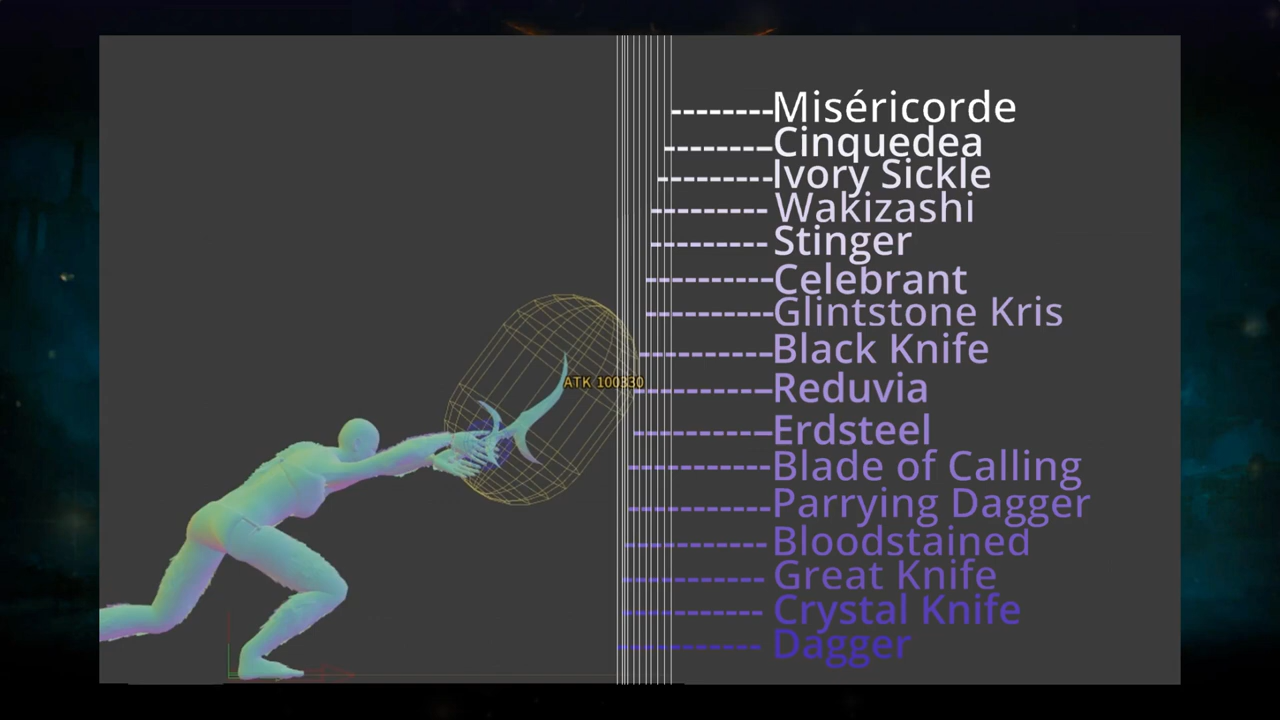 Miséricorde
Cinquedea
Ivory Sickle
Wakizashi
Stinger
Celebrant
Glintstone Kris
Black Knife
ATK 100330
Reduvia
Erdsteel
Blade of Calling
Parrying Dagger
Bloodstained
Great Knife
Crystal Knife
Dagger